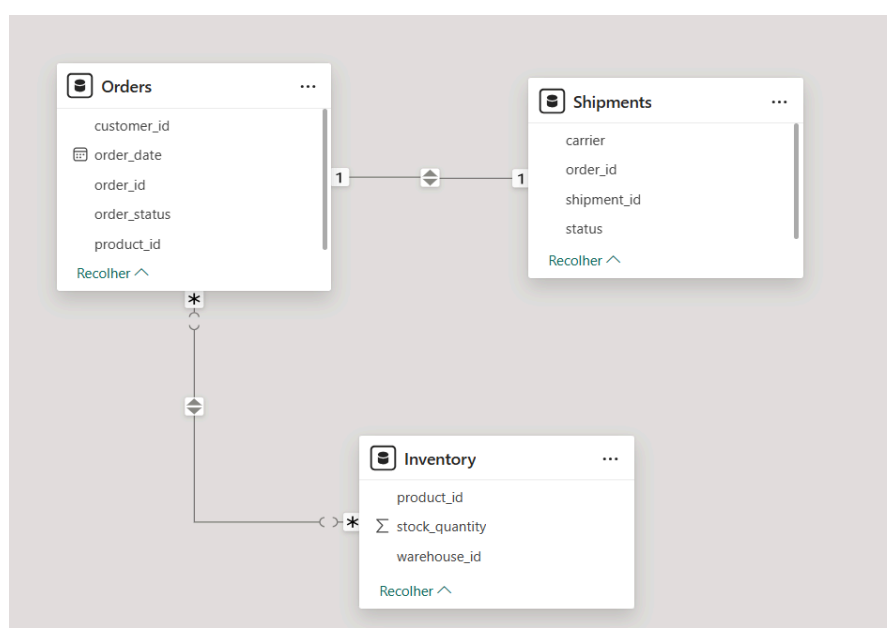 Orders
...
customer_id
order_date
order_id
order_status
product_id
Recolher
1
1
Shipments
...
carrier
order_id
shipment_id
status
Recolher
*
*
Inventory
...
product_id
Σ stock_quantity
warehouse_id
Recolher